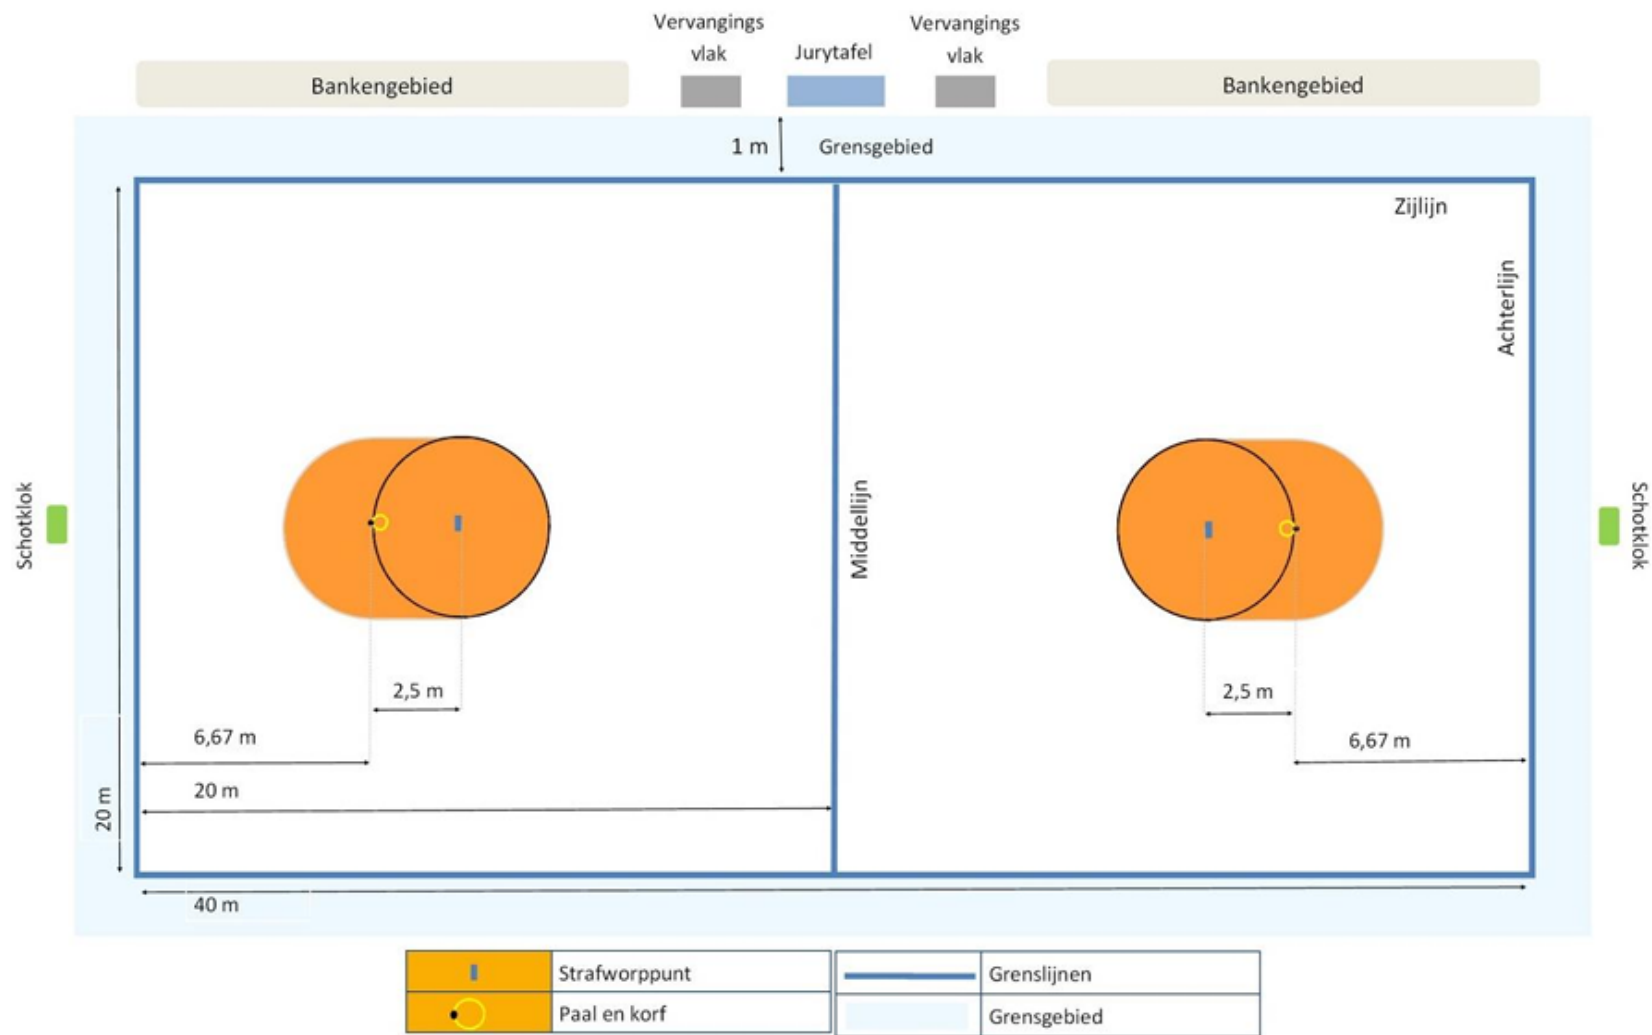 Vervangings
vlak
Jurytafel
Vervangings
vlak
Bankengebied
Bankengebied
1 m
Grensgebied
Zijlijn
Achterlijn
Schotklok
Middellijn
Schotklok
2,5 m
2,5 m
6,67 m
6,67 m
20 m
20 m
40 m
Strafworppunt
Grenslijnen
Paal en korf
Grensgebied